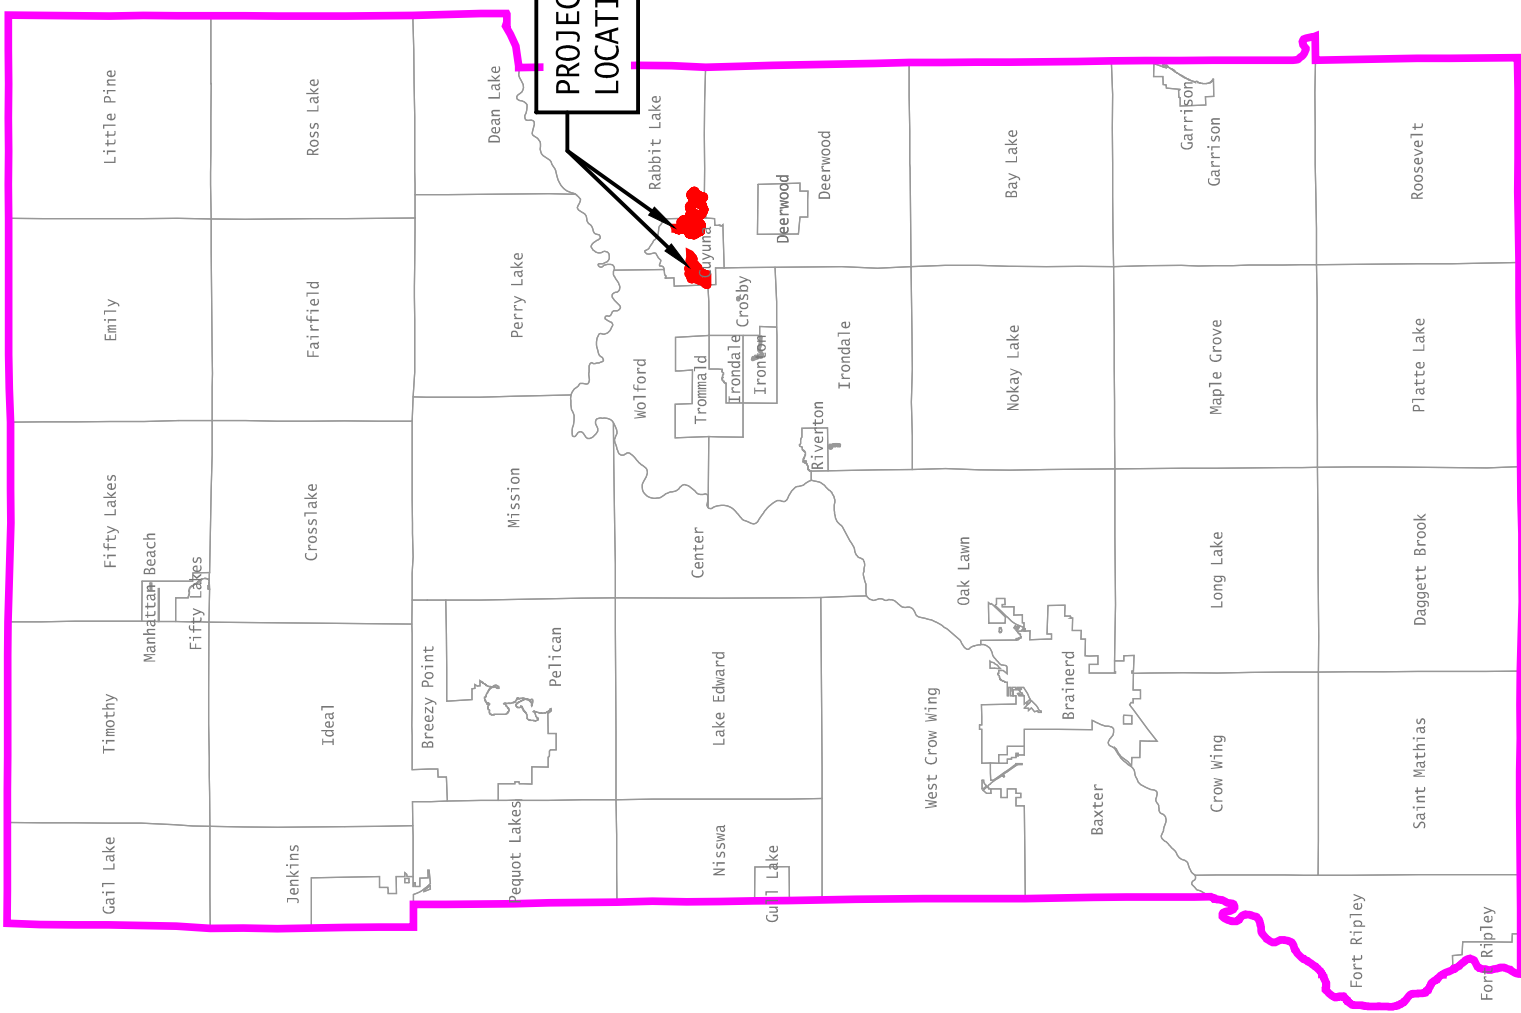 PROJEC
LOCATI
Little Pine
Ross Lake
Dean Lake
Rabbit Lake
Deerwood
Deerwood
Bay Lake
Garrison
Garrison
Roosevelt
Emily
Fairfield
Perry Lake
Cuyuna
Crosby
Wolford
Trommald
Irondale
Ironton
Irondale
Riverton
Nokay Lake
Maple Grove
Platte Lake
Fifty Lakes
Manhattan Beach
Fifty Lakes
Crosslake
Mission
Center
Oak Lawn
Long Lake
Daggett Brook
Timothy
Ideal
Breezy Point
Pelican
Lake Edward
West Crow Wing
Brainerd
Baxter
Crow Wing
Saint Mathias
Gail Lake
Jenkins
Pequot Lakes
Nisswa
Gull Lake
Fort Ripley
Fort Ripley